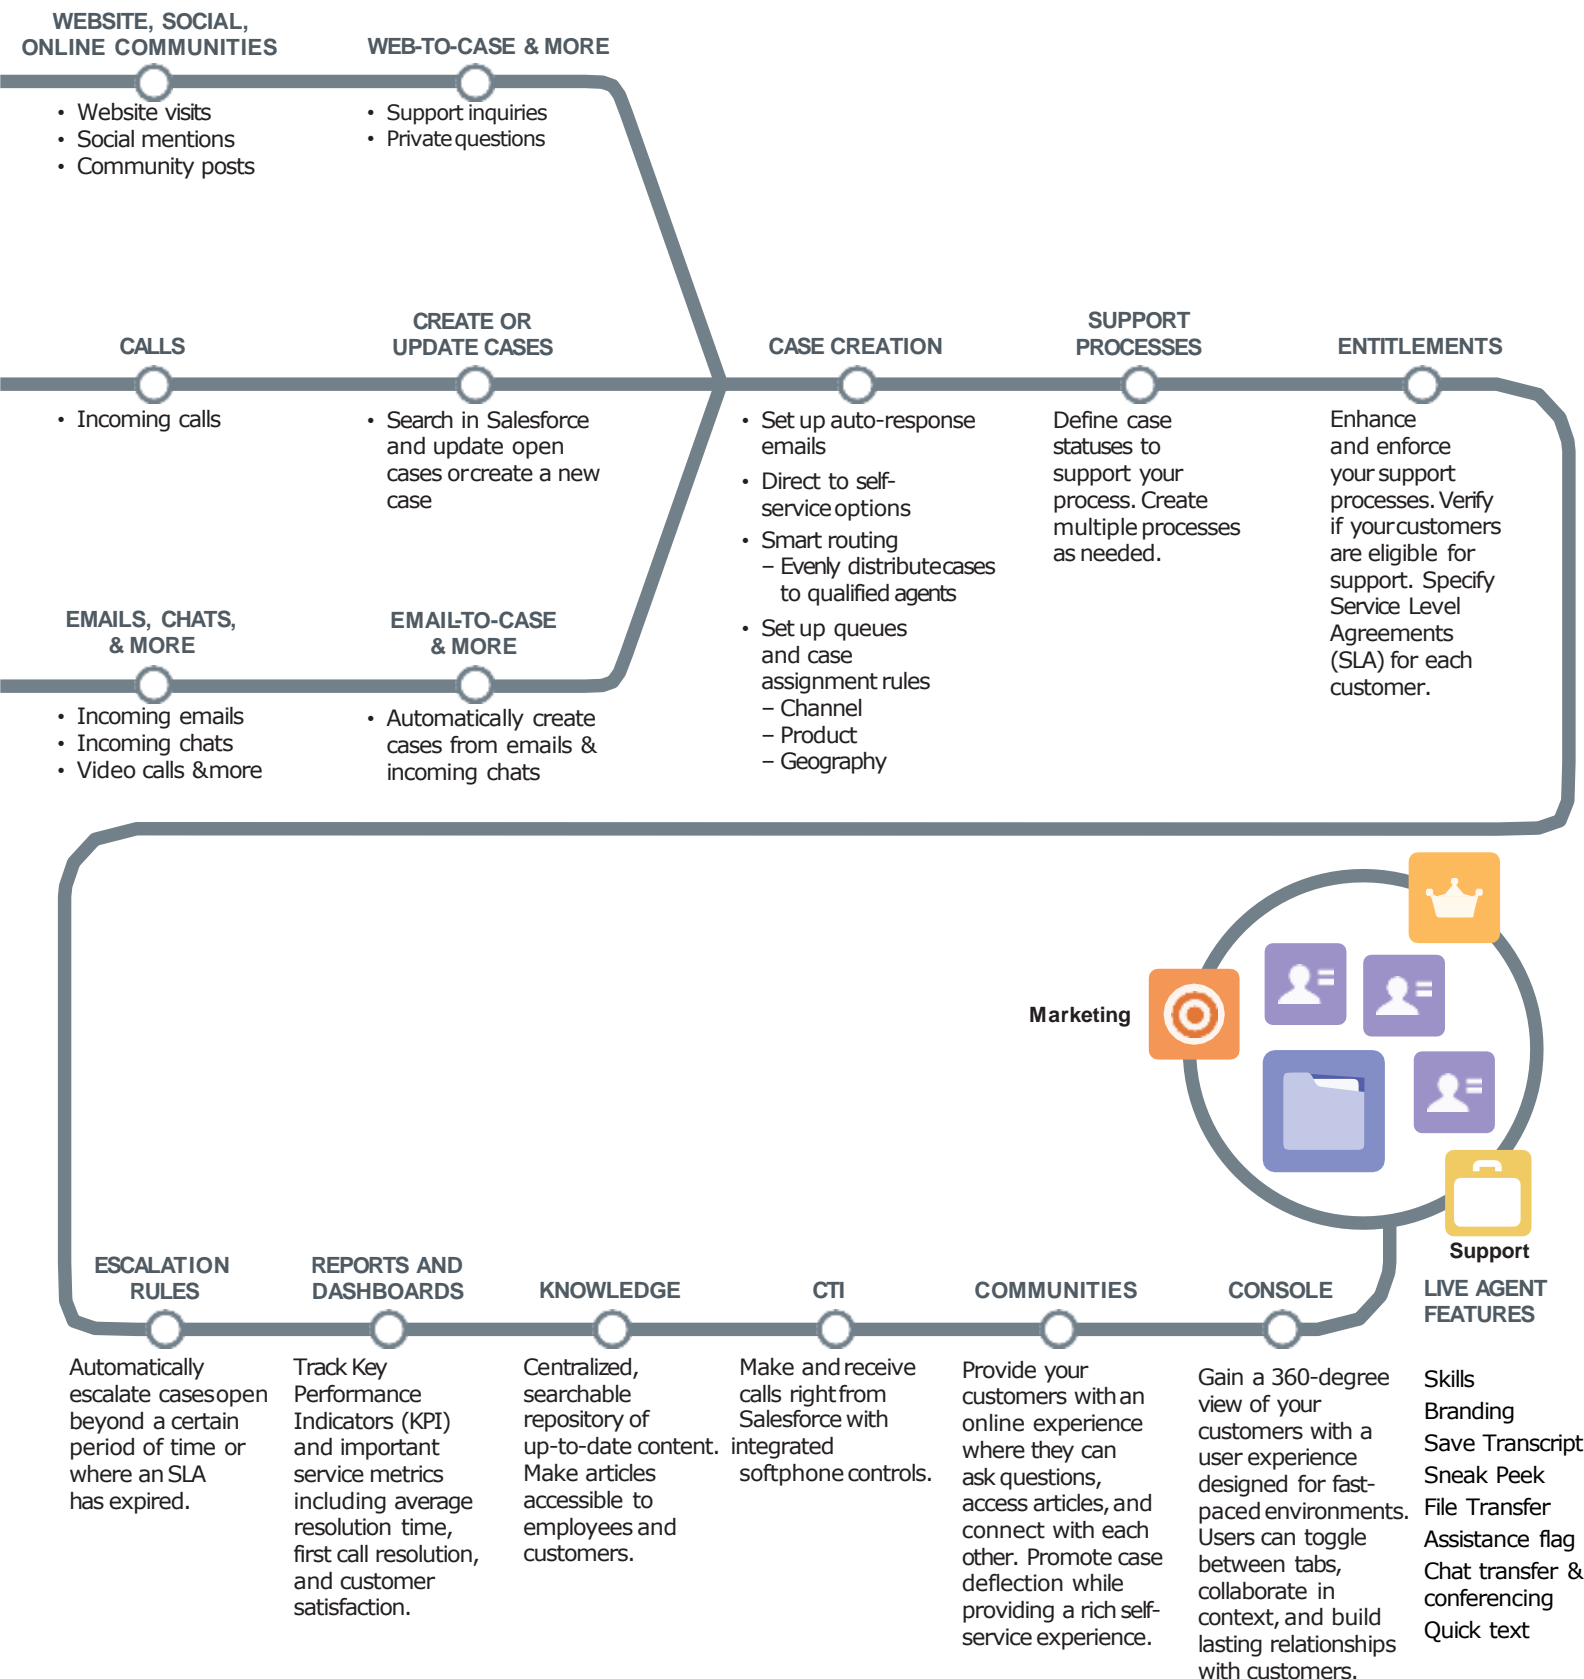 WEBSITE, SOCIAL,
ONLINE COMMUNITIES
• Website visits
• Social mentions
• Community posts
WEB-TO-CASE & MORE
• Support inquiries
• Private questions
CALLS
• Incoming calls
CREATE OR
UPDATE CASES
• Search in Salesforce
and update open
cases or create a new
case
EMAILS, CHATS,
& MORE
• Incoming emails
• Incoming chats
• Video calls & more
EMAIL-TO-CASE
& MORE
• Automatically create
cases from emails &
incoming chats
CASE CREATION
• Set up auto-response
emails
• Direct to self-
service options
• Smart routing
– Evenly distribute cases
to qualified agents
• Set up queues
and case
assignment rules
– Channel
– Product
– Geography
SUPPORT
PROCESSES
Define case
statuses to
support your
process. Create
multiple processes
as needed.
ENTITLEMENTS
Enhance
and enforce
your support
processes. Verify
if your customers
are eligible for
support. Specify
Service Level
Agreements
(SLA) for each
customer.
Marketing
Support
ESCALATION
RULES
Automatically
escalate cases open
beyond a certain
period of time or
where an SLA
has expired.
REPORTS AND
DASHBOARDS
Track Key
Performance
Indicators (KPI)
and important
service metrics
including average
resolution time,
first call resolution,
and customer
satisfaction.
KNOWLEDGE
Centralized,
searchable
repository of
up-to-date content.
Make articles
accessible to
employees and
customers.
CTI
Make and receive
calls right from
Salesforce with
integrated
softphone controls.
COMMUNITIES
Provide your
customers with an
online experience
where they can
ask questions,
access articles, and
connect with each
other. Promote case
deflection while
providing a rich self-
service experience.
CONSOLE
Gain a 360-degree
view of your
customers with a
user experience
designed for fast-
paced environments.
Users can toggle
between tabs,
collaborate in
context, and build
lasting relationships
with customers.
LIVE AGENT
FEATURES
Skills
Branding
Save Transcript
Sneak Peek
File Transfer
Assistance flag
Chat transfer &
conferencing
Quick text